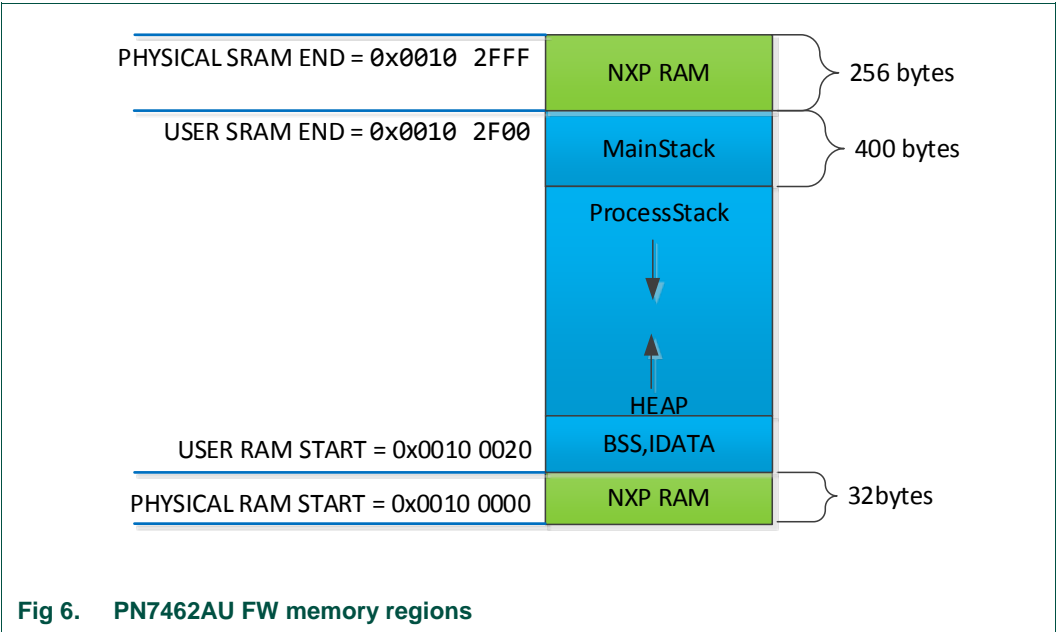 PHYSICAL SRAM END = 0x0010 2FFF
NXP RAM
256 bytes
USER SRAM END = 0x0010 2F00
MainStack
400 bytes
ProcessStack
HEAP
USER RAM START = 0x0010 0020
BSS,IDATA
PHYSICAL RAM START = 0x0010 0000
NXP RAM
32bytes
Fig 6. PN7462AU FW memory regions